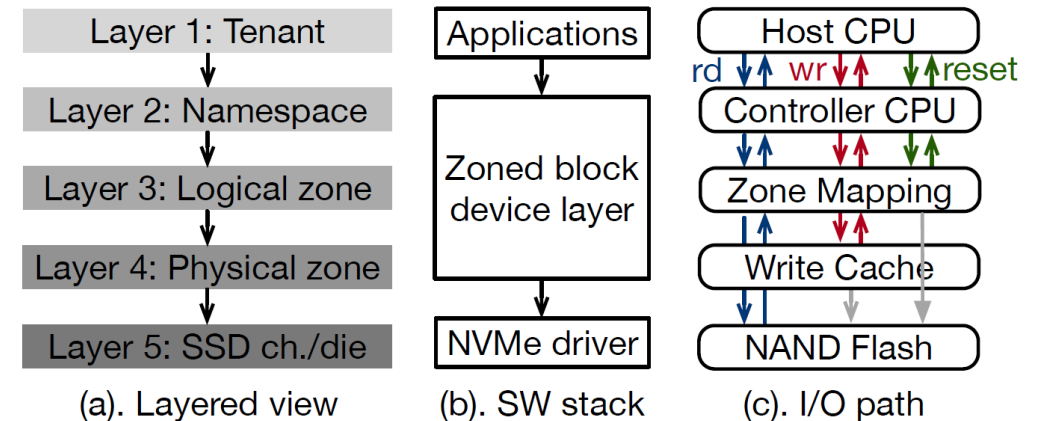 Layer 1: Tenant
Layer 2: Namespace
Layer 3: Logical zone
Layer 4: Physical zone
Layer 5: SSD ch./die
(a). Layered view
Applications
Zoned block
device layer
NVMe driver
(b). SW stack
Host CPU
rd wr reset
Controller CPU
Zone Mapping
Write Cache
NAND Flash
(c). I/O path